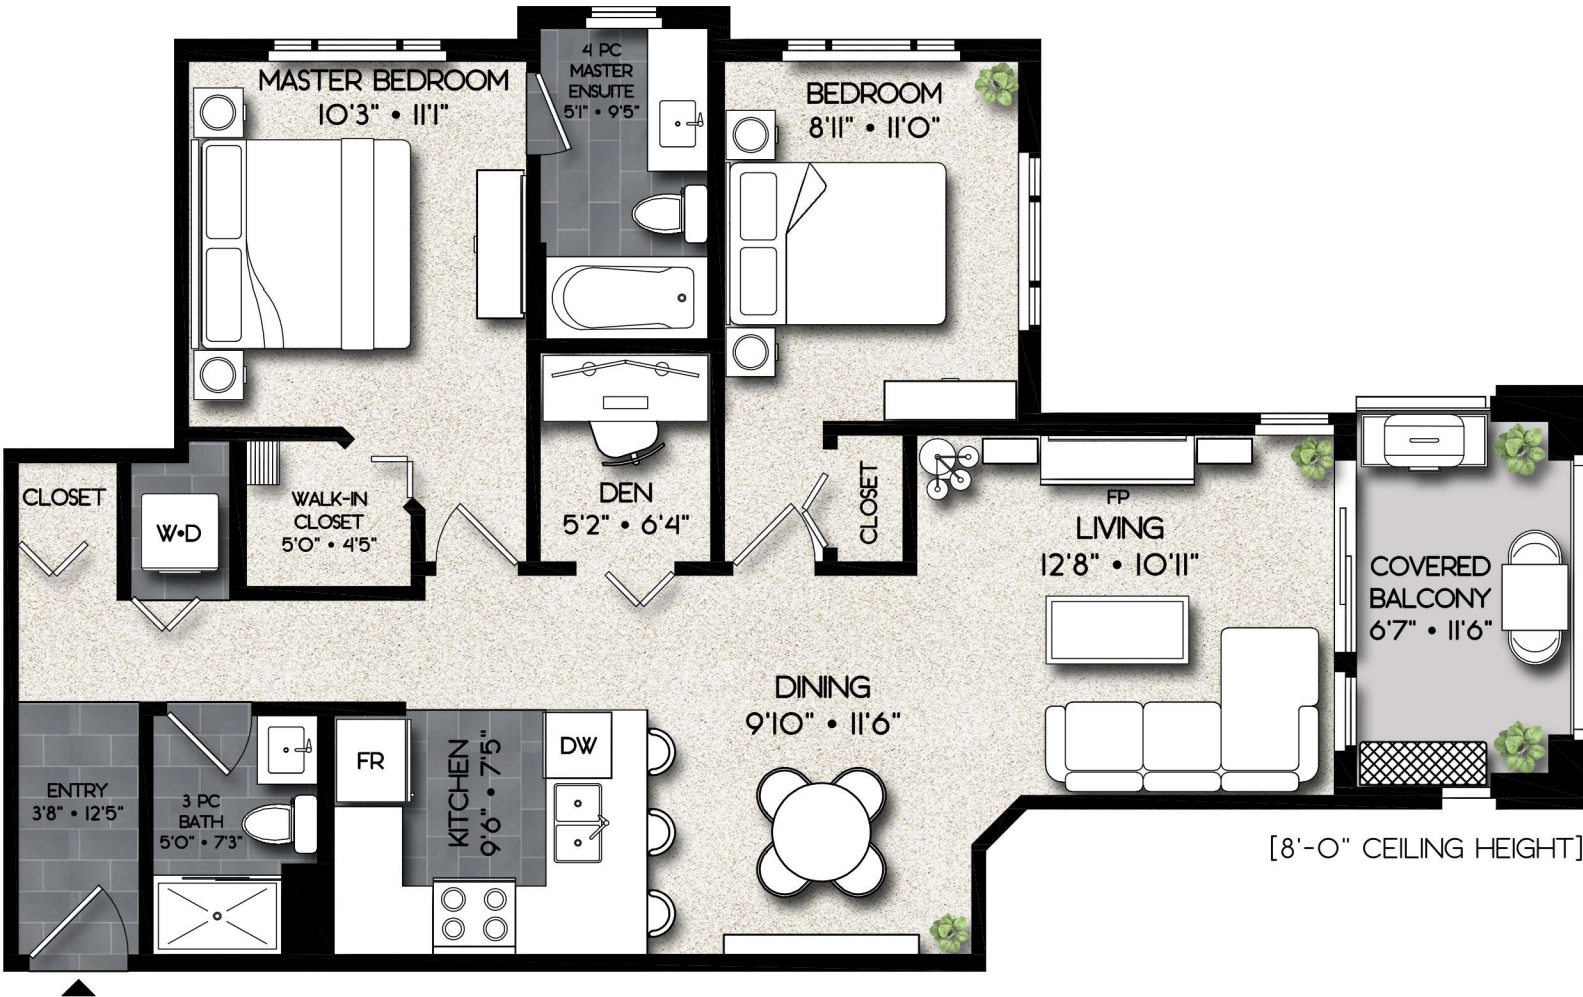 MASTER BEDROOM
10'3" • 11'1"
4 PC
MASTER
ENSUITE
5'1" • 9'5"
BEDROOM
8'11" • 11'0"
CLOSET
W•D
WALK-IN
CLOSET
5'0" • 4'5"
DEN
5'2" • 6'4"
CLOSET
FP
LIVING
12'8" • 10'11"
COVERED
BALCONY
6'7" • 11'6"
DINING
9'10" • 11'6"
ENTRY
3'8" • 12'5"
3 PC
BATH
5'0" • 7'3"
FR
KITCHEN
9'6" • 7'5"
DW
[8'-0" CEILING HEIGHT]